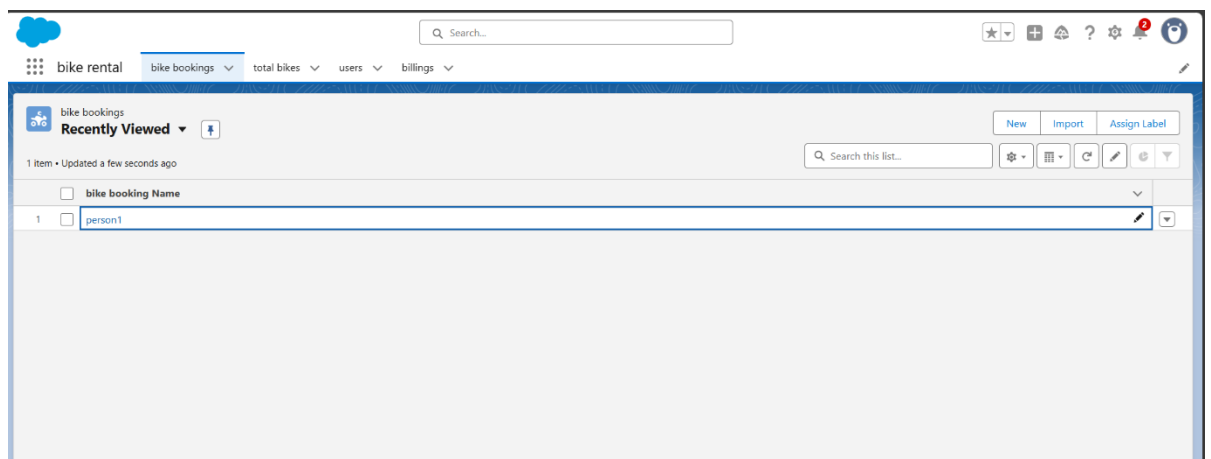 Search...
2
bike rental bike bookings total bikes users billings
bike bookings
Recently Viewed
New Import Assign Label
1 item • Updated a few seconds ago
Search this list...
bike booking Name
1 person1